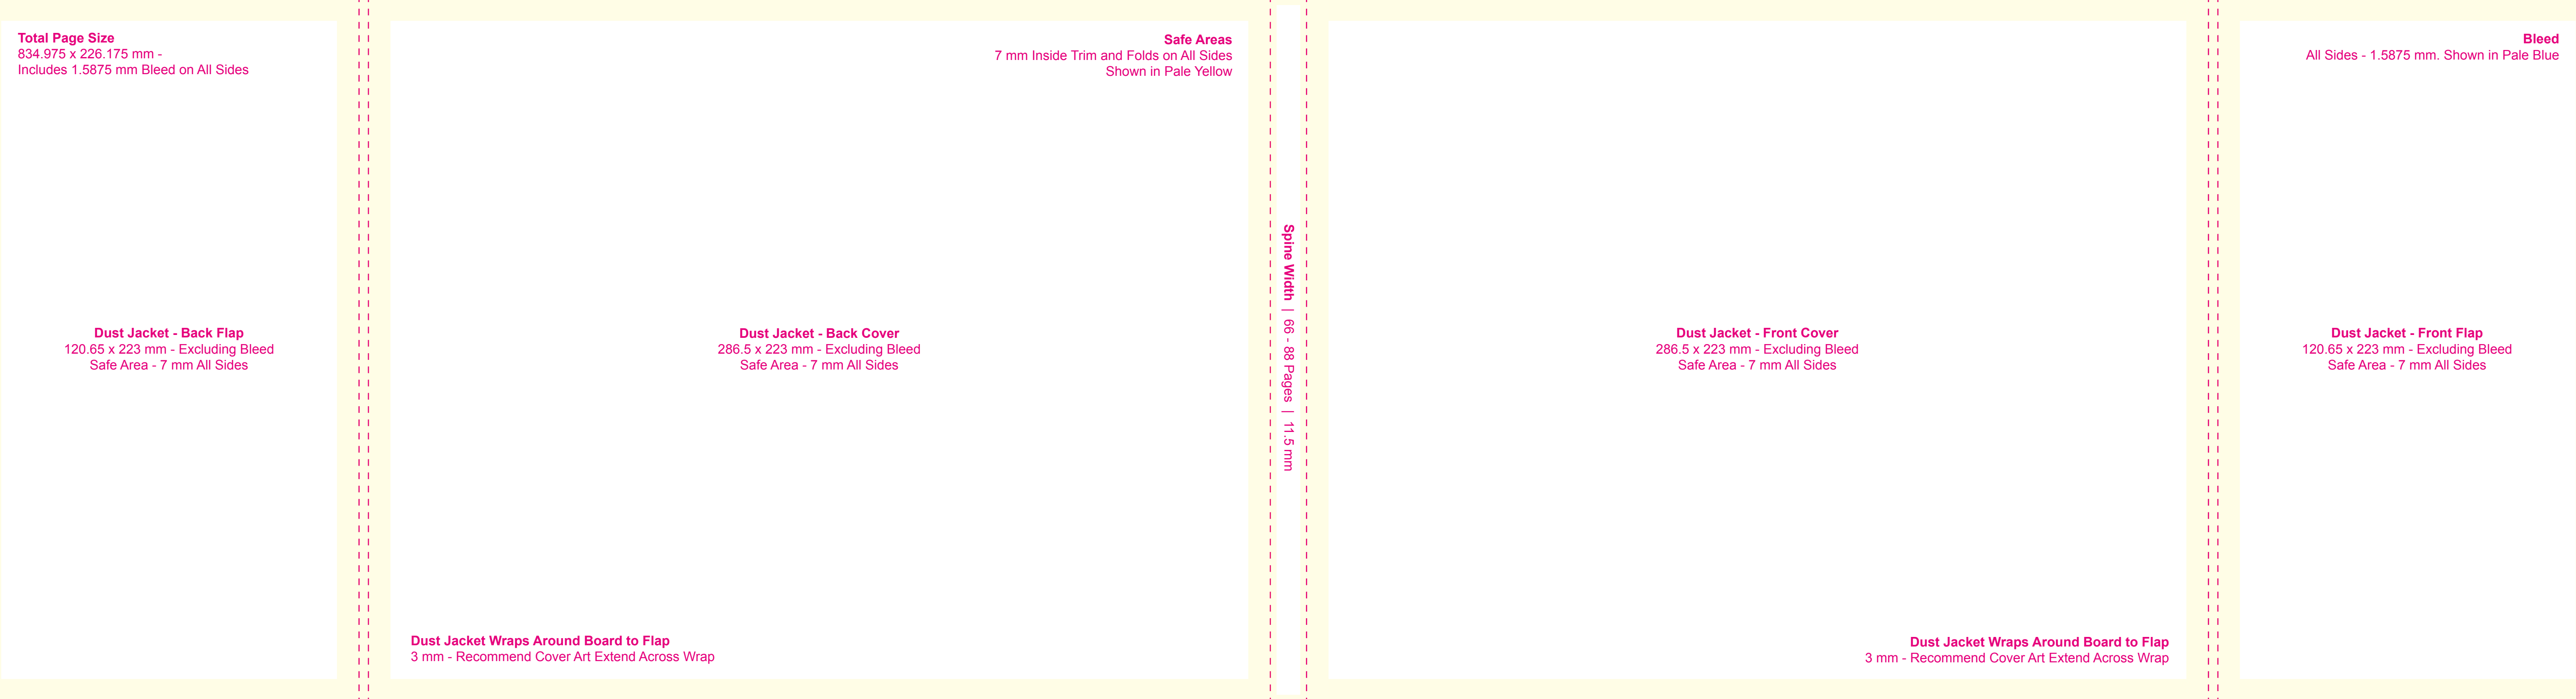 Total Page Size
834.975 x 226.175 mm -
Includes 1.5875 mm Bleed on All Sides
Dust Jacket - Back Flap
120.65 x 223 mm - Excluding Bleed
Safe Area - 7 mm All Sides
Safe Areas
7 mm Inside Trim and Folds on All Sides
Shown in Pale Yellow
Dust Jacket - Back Cover
286.5 x 223 mm - Excluding Bleed
Safe Area - 7 mm All Sides
Dust Jacket Wraps Around Board to Flap
3 mm - Recommend Cover Art Extend Across Wrap
Spine Width | 66 - 88 Pages | 11.5 mm
Dust Jacket - Front Cover
286.5 x 223 mm - Excluding Bleed
Safe Area - 7 mm All Sides
Dust Jacket Wraps Around Board to Flap
3 mm - Recommend Cover Art Extend Across Wrap
Bleed
All Sides - 1.5875 mm. Shown in Pale Blue
Dust Jacket - Front Flap
120.65 x 223 mm - Excluding Bleed
Safe Area - 7 mm All Sides